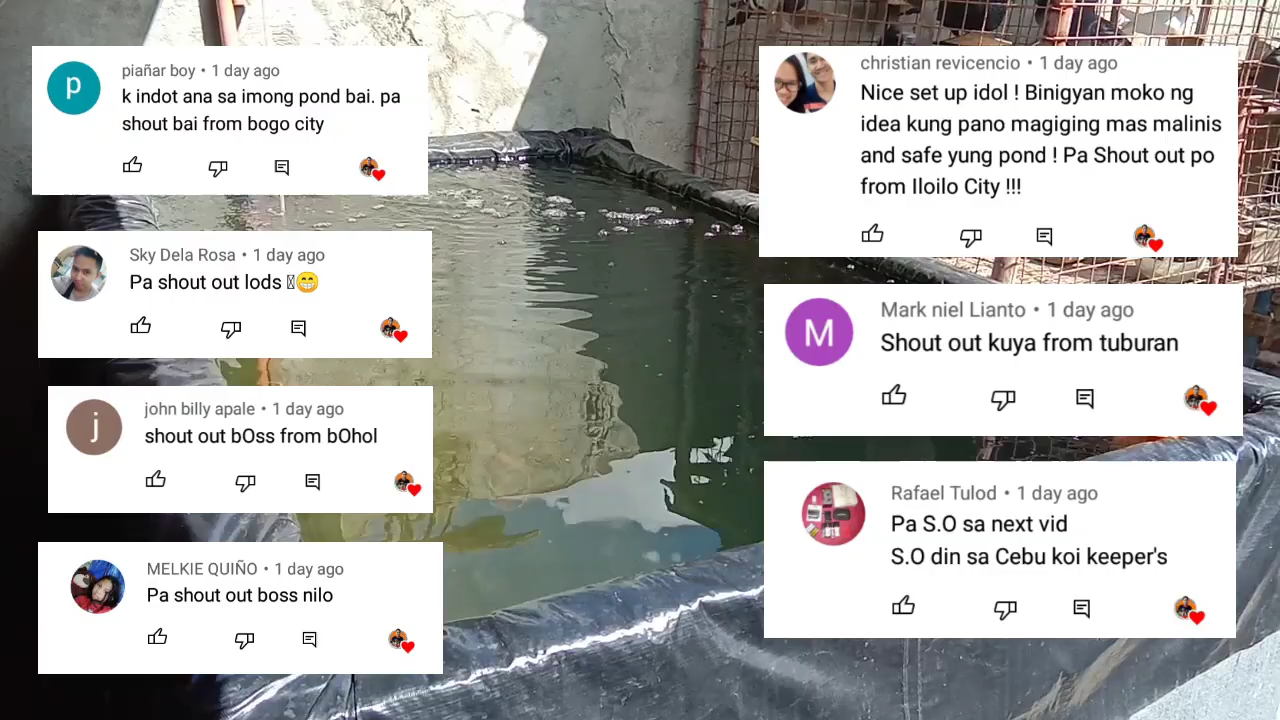 p
piañar boy • 1 day ago
k indot ana sa imong pond bai. pa
shout bai from bogo city
Sky Dela Rosa • 1 day ago
Pa shout out lods 😁
j
john billy apale • 1 day ago
shout out bOss from bOhol
MELKIE QUIÑO • 1 day ago
Pa shout out boss nilo
christian revicencio • 1 day ago
Nice set up idol ! Binigyan moko ng
idea kung pano magiging mas malinis
and safe yung pond ! Pa Shout out po
from Iloilo City !!!
M
Mark niel Lianto • 1 day ago
Shout out kuya from tuburan
Rafael Tulod • 1 day ago
Pa S.O sa next vid
S.O din sa Cebu koi keeper's